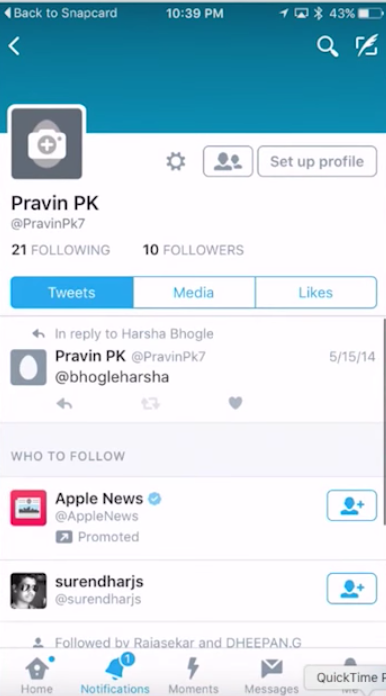 Back to Snapcard 10:39 PM 43%
Set up profile
Pravin PK
@PravinPk7
21 FOLLOWING 10 FOLLOWERS
Tweets Media Likes
In reply to Harsha Bhogle
Pravin PK @PravinPk7 5/15/14
@bhogleharsha
WHO TO FOLLOW
Apple News
@AppleNews
Promoted
surendharjs
@surendharjs
Followed by Rajasekar and DHEEPAN.G
1
Home Notifications Moments Messages Me
QuickTime P